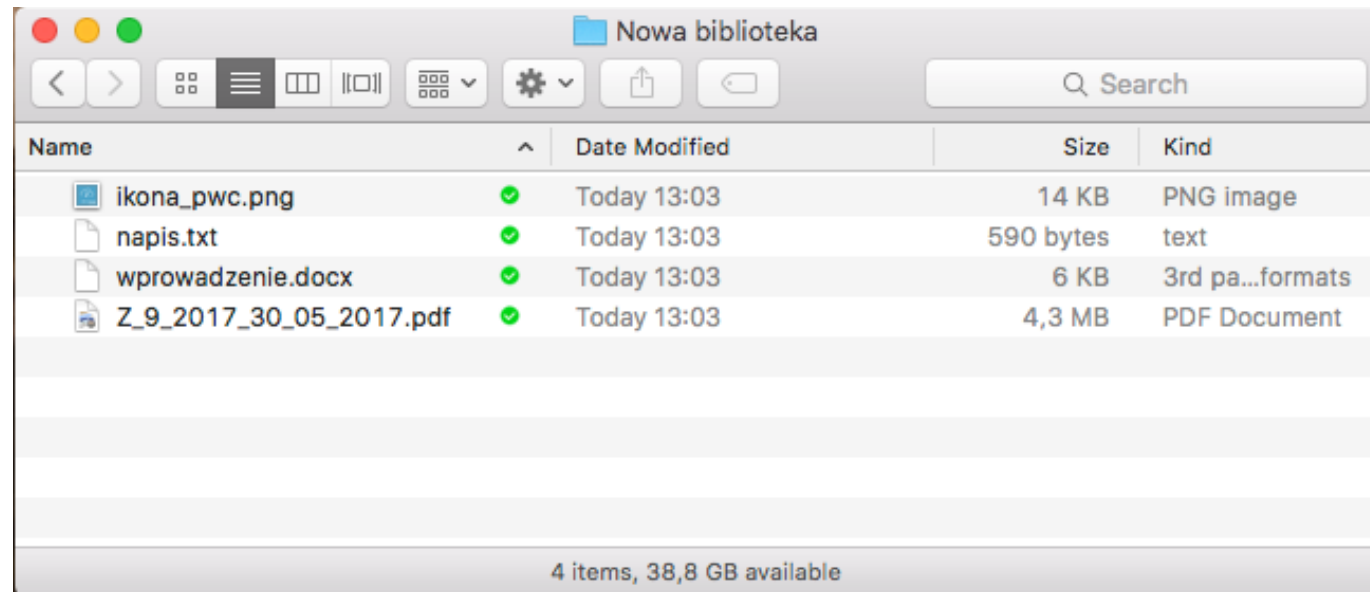 Nowa biblioteka
Search
Name Date Modified Size Kind
ikona_pwc.png Today 13:03 14 KB PNG image
napis.txt Today 13:03 590 bytes text
wprowadzenie.docx Today 13:03 6 KB 3rd pa...formats
Z_9_2017_30_05_2017.pdf Today 13:03 4,3 MB PDF Document
4 items, 38,8 GB available